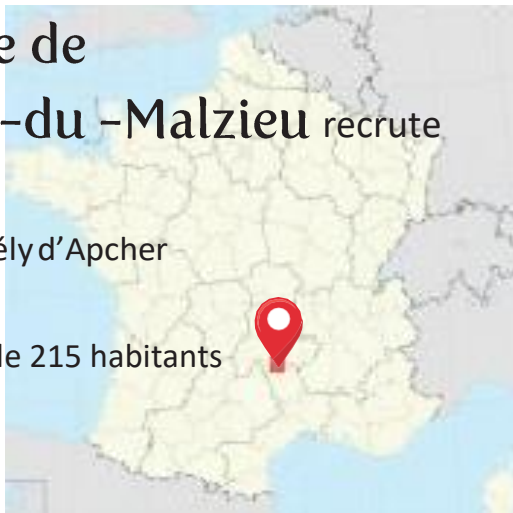 e de
-du -Malzieu recrute
ély d'Apcher
le 215 habitants